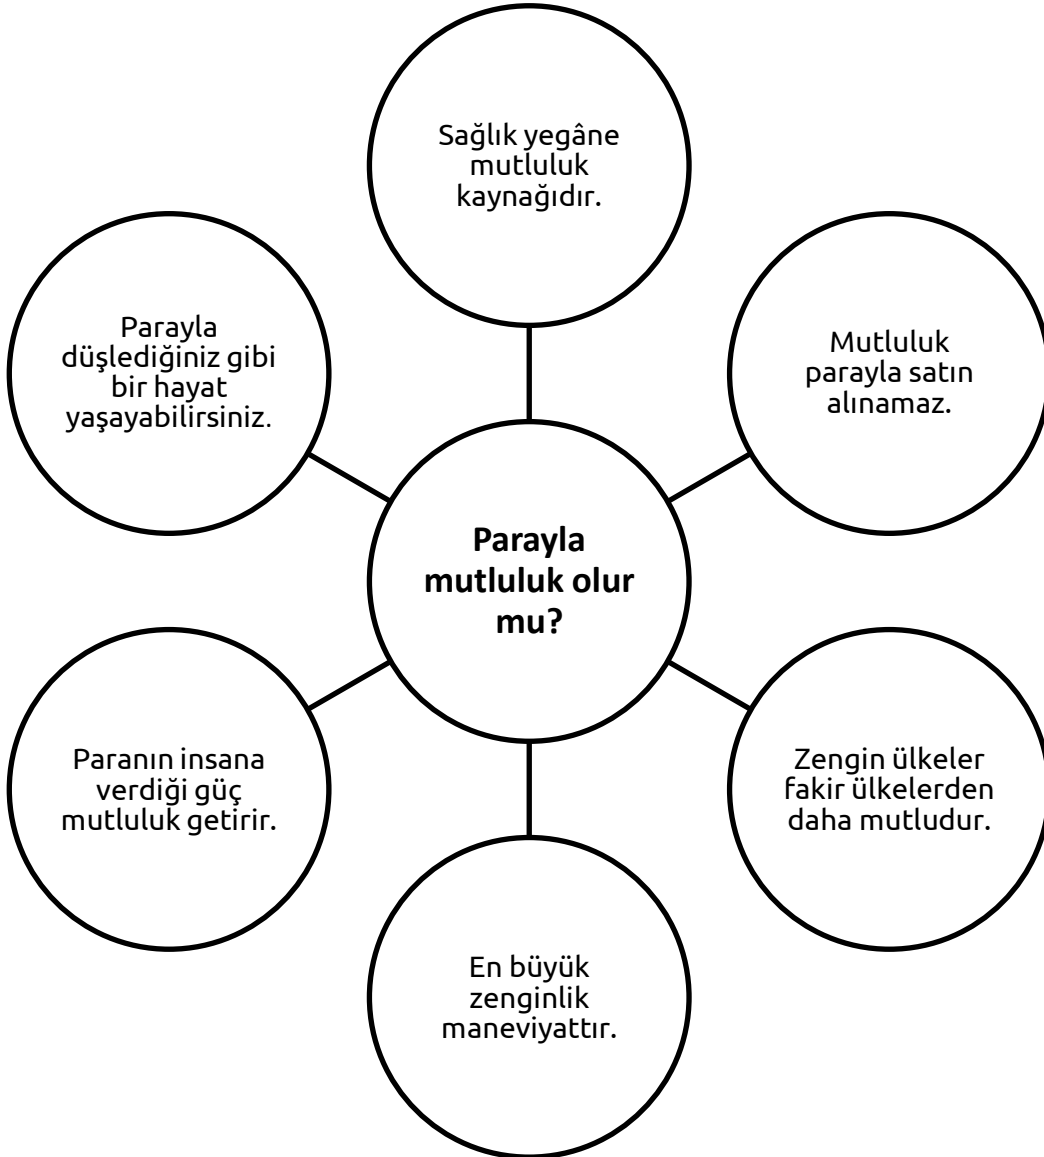 Sağlık yegâne
mutluluk
kaynağıdır.
Parayla
düşlediğiniz gibi
bir hayat
yaşayabilirsiniz.
Mutluluk
parayla satın
alınamaz.
Parayla
mutluluk olur
mu?
Paranın insana
verdiği güç
mutluluk getirir.
Zengin ülkeler
fakir ülkelerden
daha mutludur.
En büyük
zenginlik
maneviyattır.